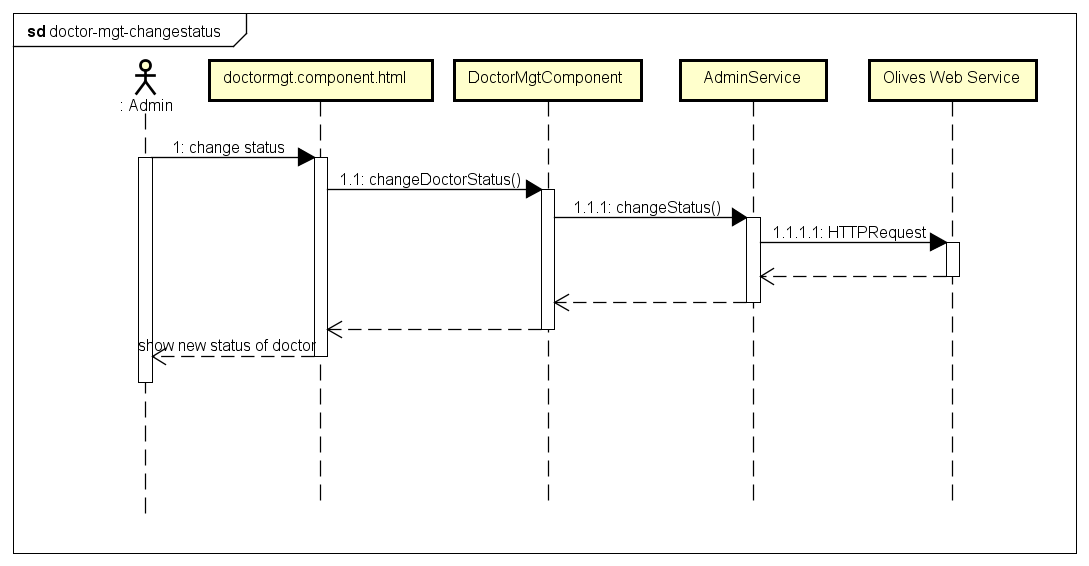 sd doctor-mgt-changestatus
: Admin
doctormgt.component.html
DoctorMgtComponent
AdminService
Olives Web Service
1: change status
1.1: changeDoctorStatus()
1.1.1: changeStatus()
1.1.1.1: HTTPRequest
show new status of doctor